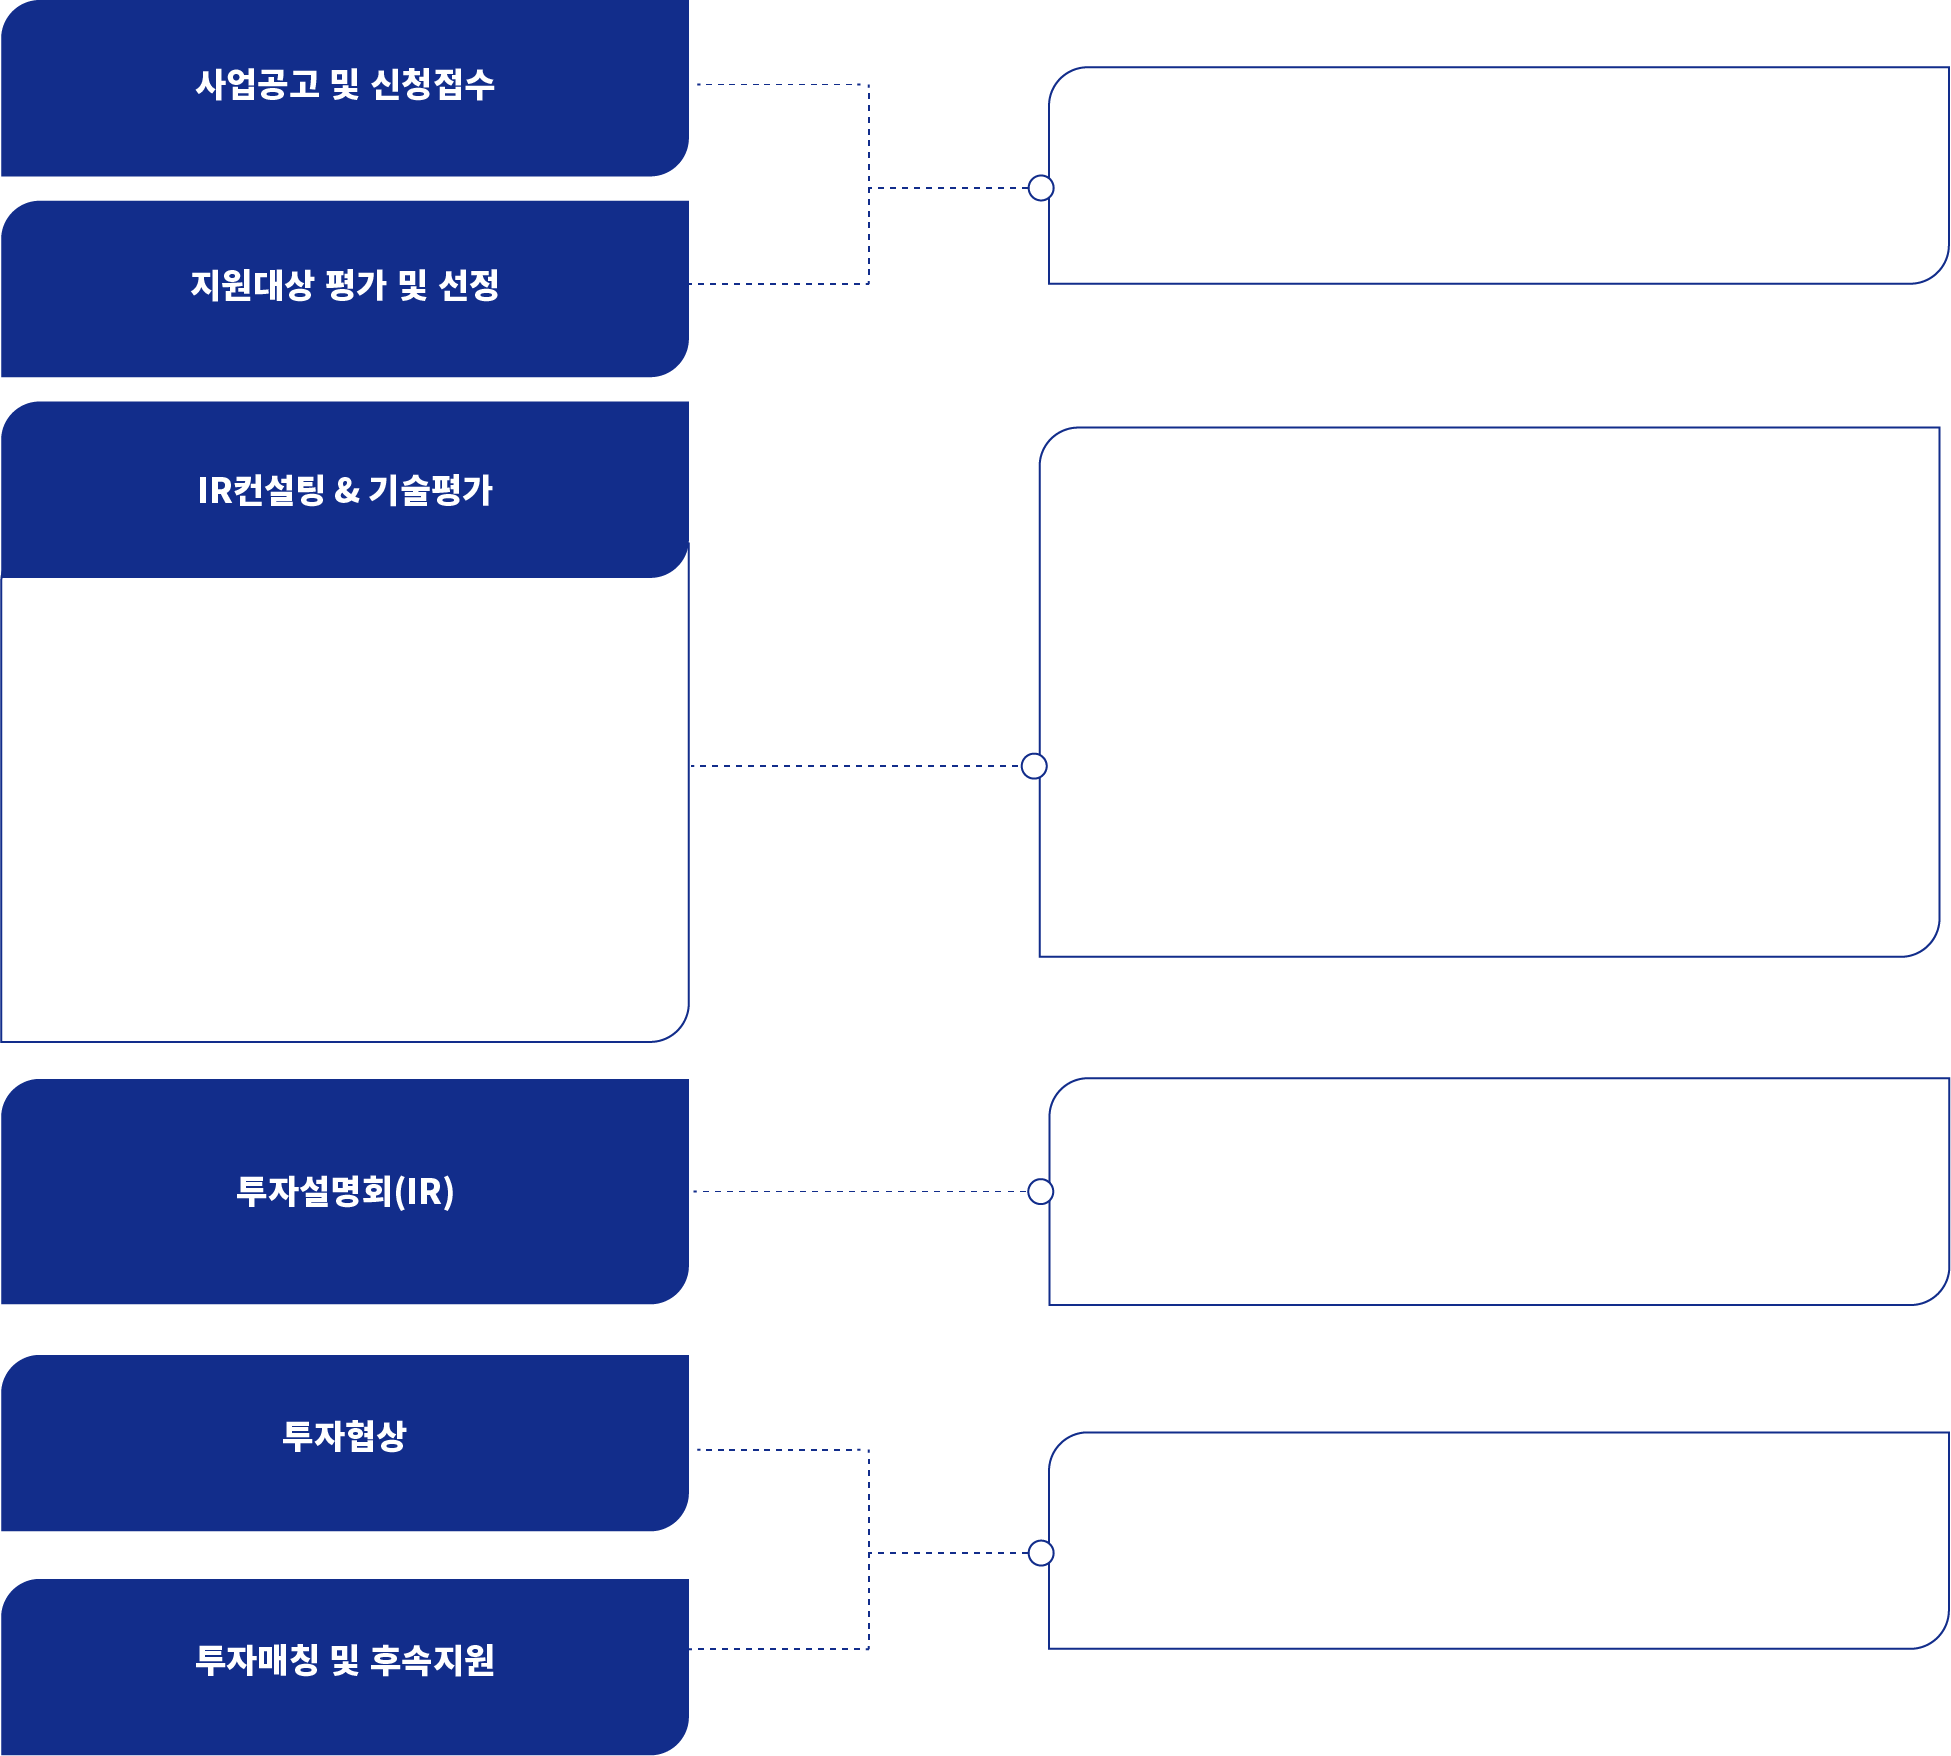 사업공고 및 신청접수
지원대상 평가 및 선정
IR컨설팅 & 기술평가
투자설명회(IR)
투자협상
투자매칭 및 후속지원